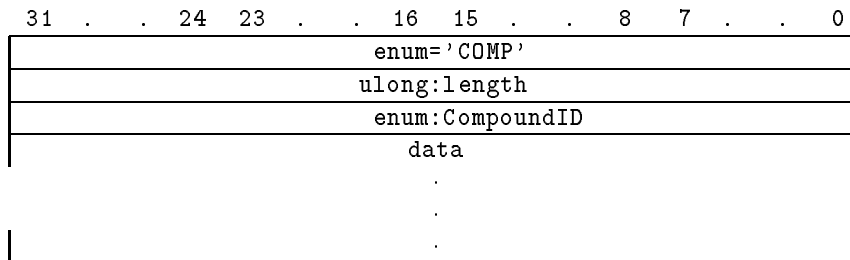 31 . . 24 23 . . 16 15 . . 8 7 . . 0
enum='COMP'
ulong:length
enum:CompoundID
data
.
.
.